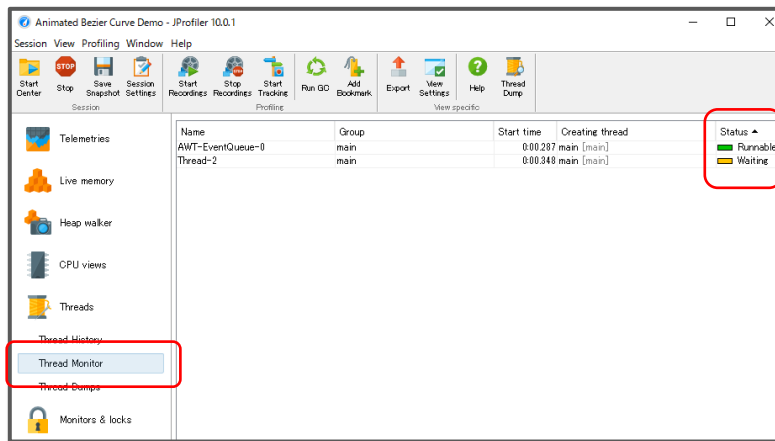 Animated Bezier Curve Demo - JProfiler 10.0.1
Session View Profiling Window Help
STOP
Start Center
Stop
Save Snapshot
Session Settings
Start Recordings
Stop Recordings
Start Tracking
Run GC
Add Bookmark
Export
View Settings
Help
Thread Dump
Session
Profiling
View specific
Telemetries
Live memory
Heap walker
CPU views
Threads
Thread History
Thread Monitor
Thread Dumps
Monitors & locks
Name Group Start time Creating thread Status
AWT-EventQueue-0 main 0:00.287 main [main] Runnable
Thread-2 main 0:00.348 main [main] Waiting